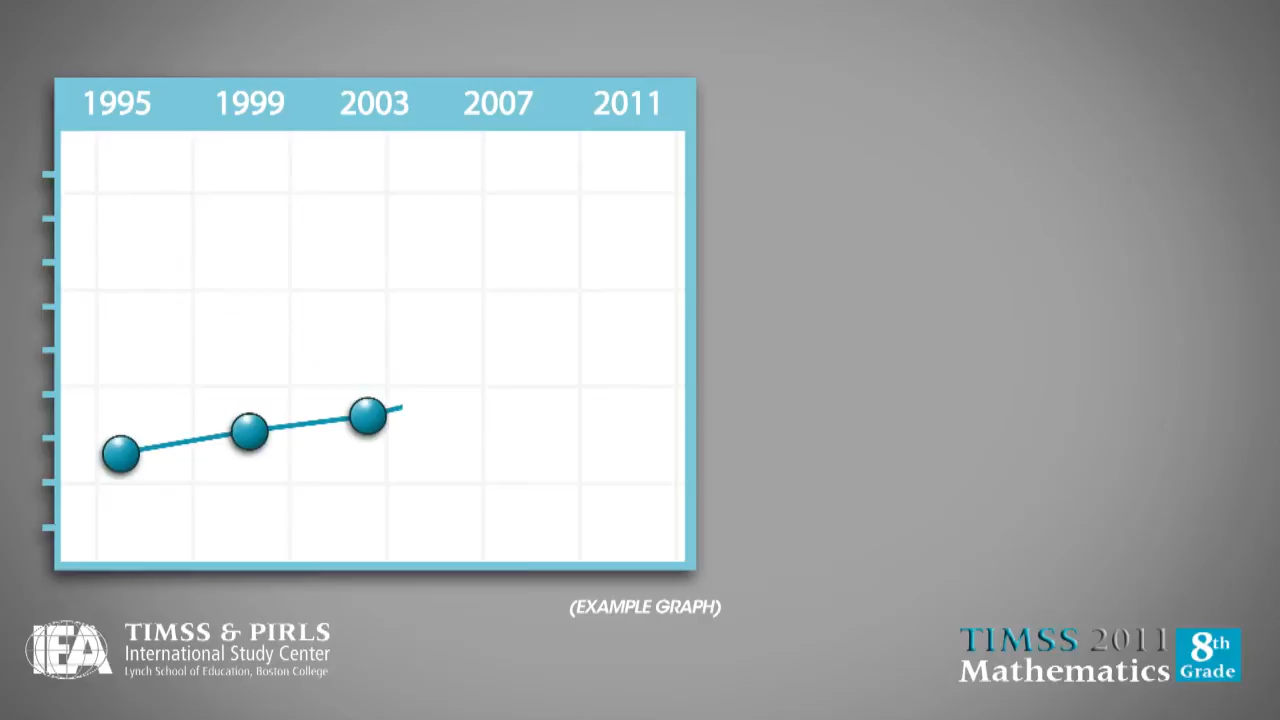 1995 1999 2003 2007 2011
(EXAMPLE GRAPH)
IEA
TIMSS & PIRLS
International Study Center
Lynch School of Education, Boston College
TIMSS 2011
Mathematics
8th
Grade